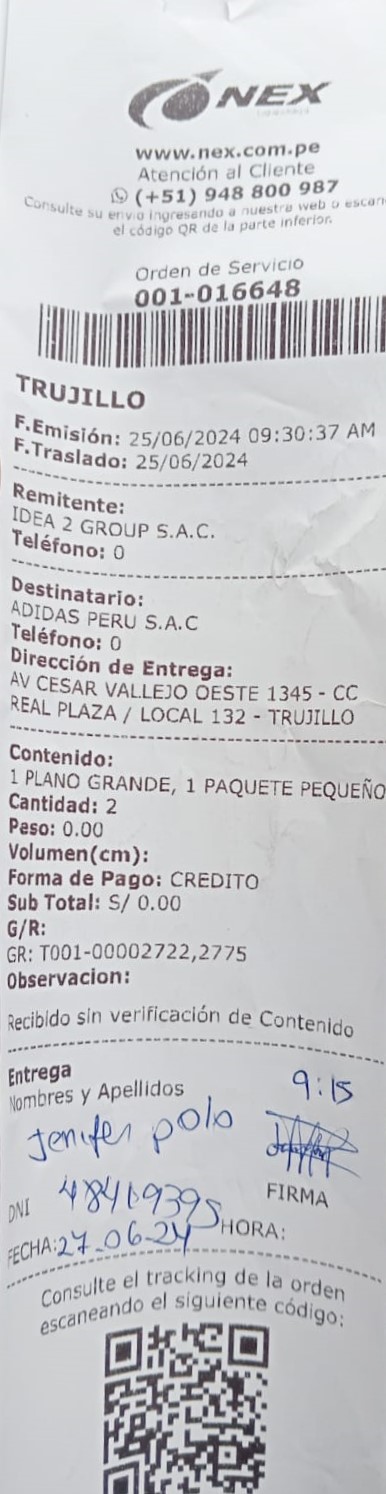 NEX
www.nex.com.pe
Atención al Cliente
(+51) 948 800 987
Consulte su envío ingresando a nuestra web o escan
el código QR de la parte inferior.
Orden de Servicio
001-016648
TRUJILLO
F.Emisión: 25/06/2024 09:30:37 AM
F.Traslado: 25/06/2024
Remitente:
IDEA 2 GROUP S.A.C.
Teléfono: 0
Destinatario:
ADIDAS PERU S.A.C
Teléfono: 0
Dirección de Entrega:
AV CESAR VALLEJO OESTE 1345 - CC
REAL PLAZA / LOCAL 132 - TRUJILLO
Contenido:
1 PLANO GRANDE, 1 PAQUETE PEQUEÑO
Cantidad: 2
Peso: 0.00
Volumen(cm):
Forma de Pago: CREDITO
Sub Total: S/ 0.00
G/R:
GR: T001-00002722,2775
Observacion:
Recibido sin verificación de Contenido
Entrega
Nombres y Apellidos 9:15
Jenifer polo
FIRMA
DNI 48419395
FECHA: 27-06-24 HORA:
Consulte el tracking de la orden
escaneando el siguiente código: